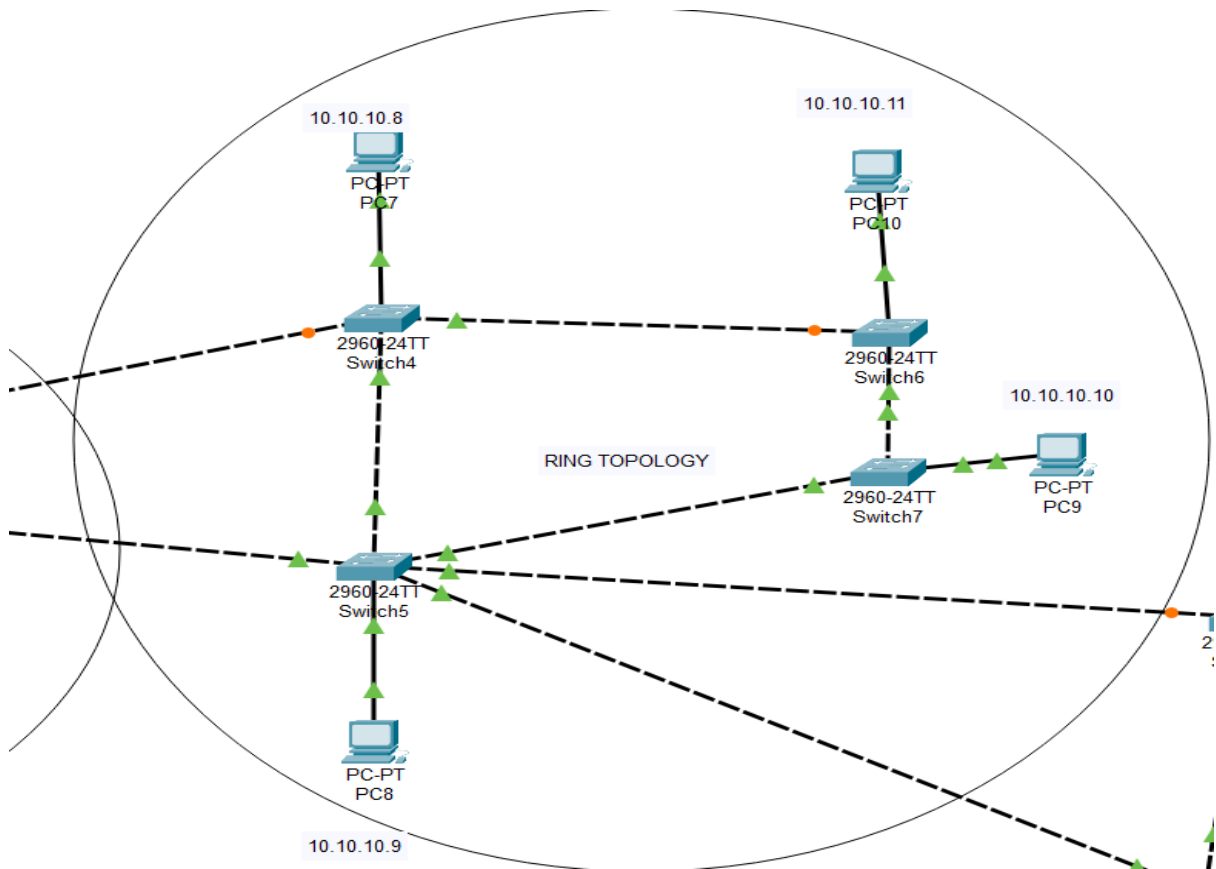 10.10.10.8
PC-PT
PC7
10.10.10.11
PC-PT
PC10
2960-24TT
Switch4
2960-24TT
Switch6
10.10.10.10
RING TOPOLOGY
2960-24TT
Switch7
PC-PT
PC9
2960-24TT
Switch5
PC-PT
PC8
10.10.10.9